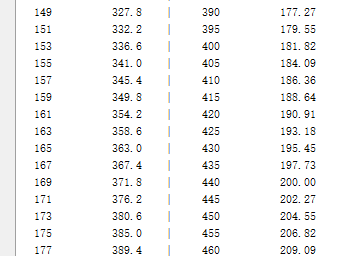 149 327.8 | 390 177.27
151 332.2 | 395 179.55
153 336.6 | 400 181.82
155 341.0 | 405 184.09
157 345.4 | 410 186.36
159 349.8 | 415 188.64
161 354.2 | 420 190.91
163 358.6 | 425 193.18
165 363.0 | 430 195.45
167 367.4 | 435 197.73
169 371.8 | 440 200.00
171 376.2 | 445 202.27
173 380.6 | 450 204.55
175 385.0 | 455 206.82
177 389.4 | 460 209.09